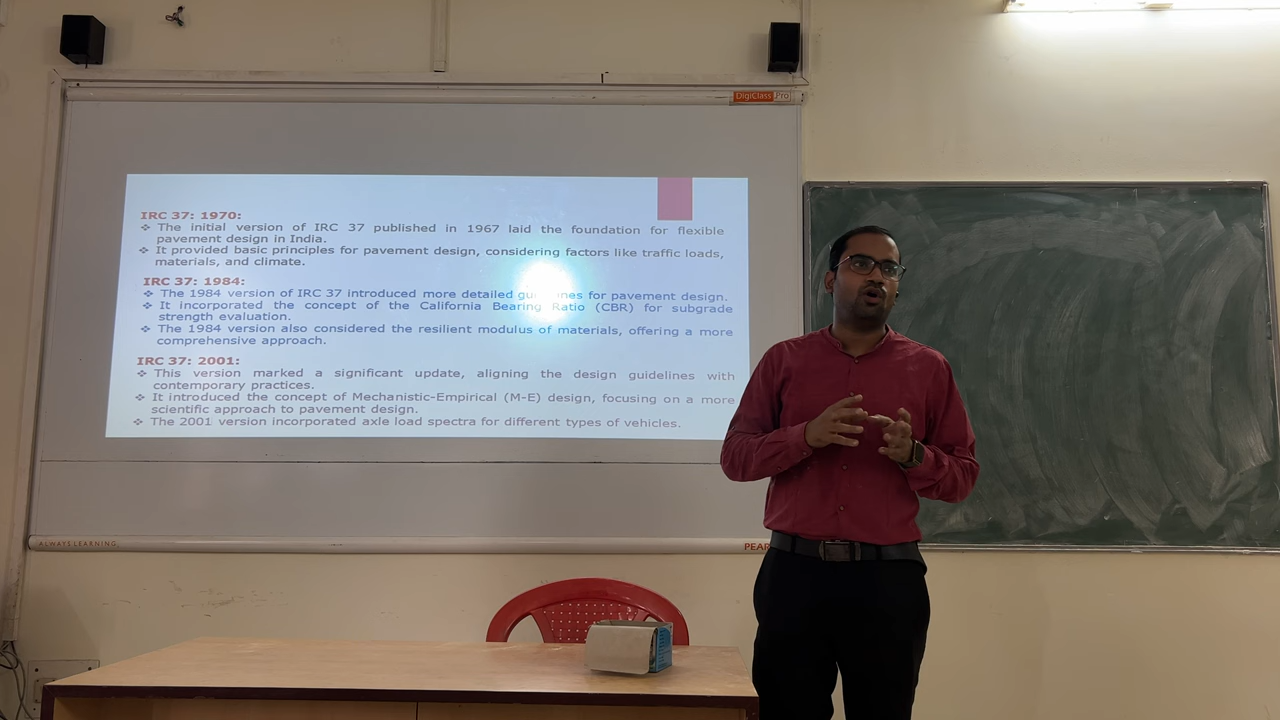 DigiClass Pro
IRC 37: 1970:
❖ The initial version of IRC 37 published in 1967 laid the foundation for flexible
pavement design in India.
❖ It provided basic principles for pavement design, considering factors like traffic loads,
materials, and climate.
IRC 37: 1984:
❖ The 1984 version of IRC 37 introduced more detailed guidelines for pavement design.
❖ It incorporated the concept of the California Bearing Ratio (CBR) for subgrade
strength evaluation.
❖ The 1984 version also considered the resilient modulus of materials, offering a more
comprehensive approach.
IRC 37: 2001:
❖ This version marked a significant update, aligning the design guidelines with
contemporary practices.
❖ It introduced the concept of Mechanistic-Empirical (M-E) design, focusing on a more
scientific approach to pavement design.
❖ The 2001 version incorporated axle load spectra for different types of vehicles.
ALWAYS LEARNING
PEAR